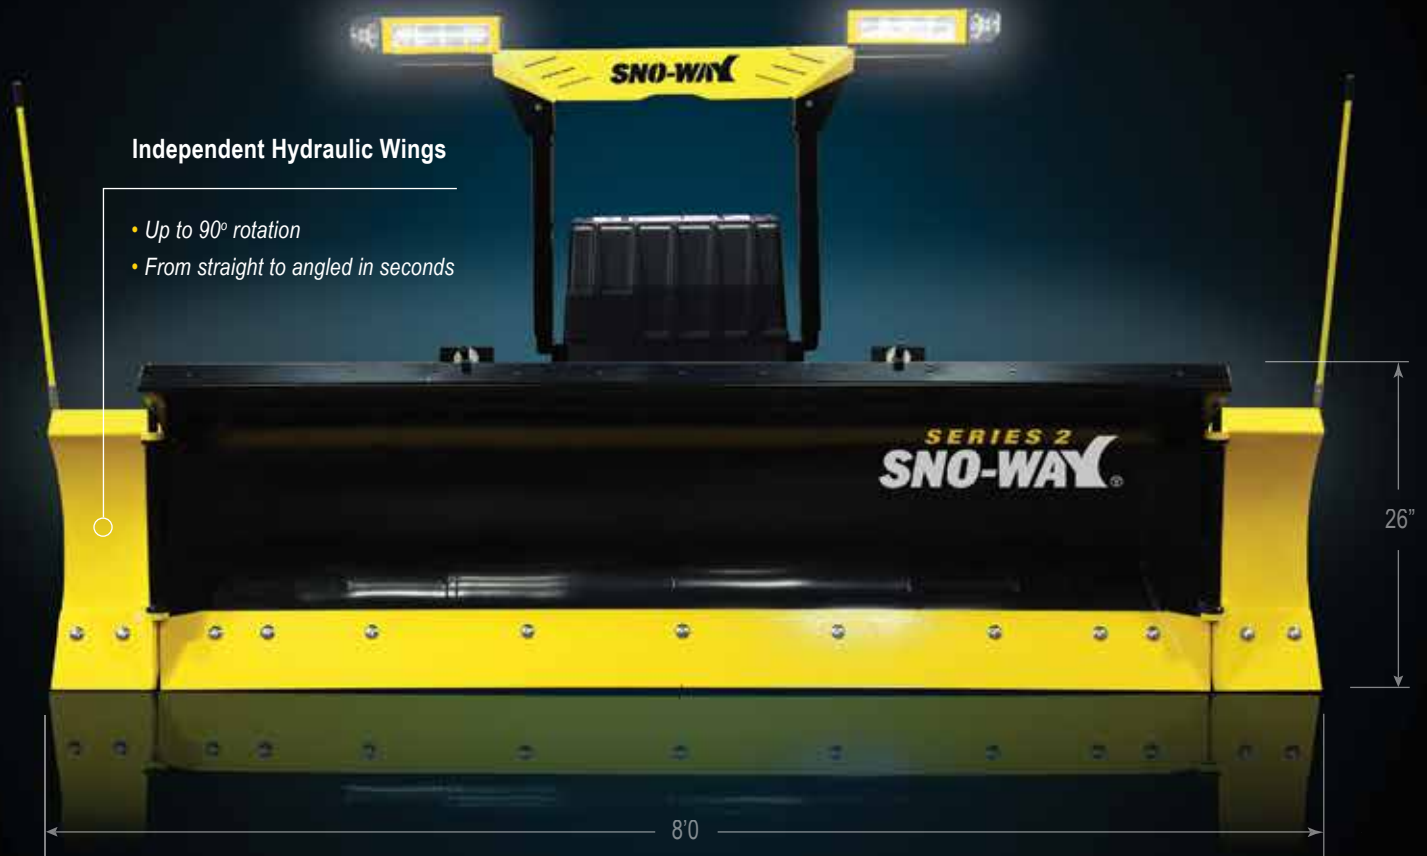 SNO-WAY
Independent Hydraulic Wings
• Up to 90° rotation
• From straight to angled in seconds
SERIES 2
SNO-WAY®
26"
8'0